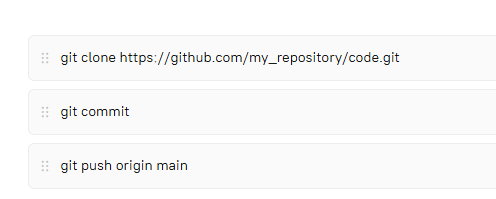 git clone https://github.com/my_repository/code.git
git commit
git push origin main